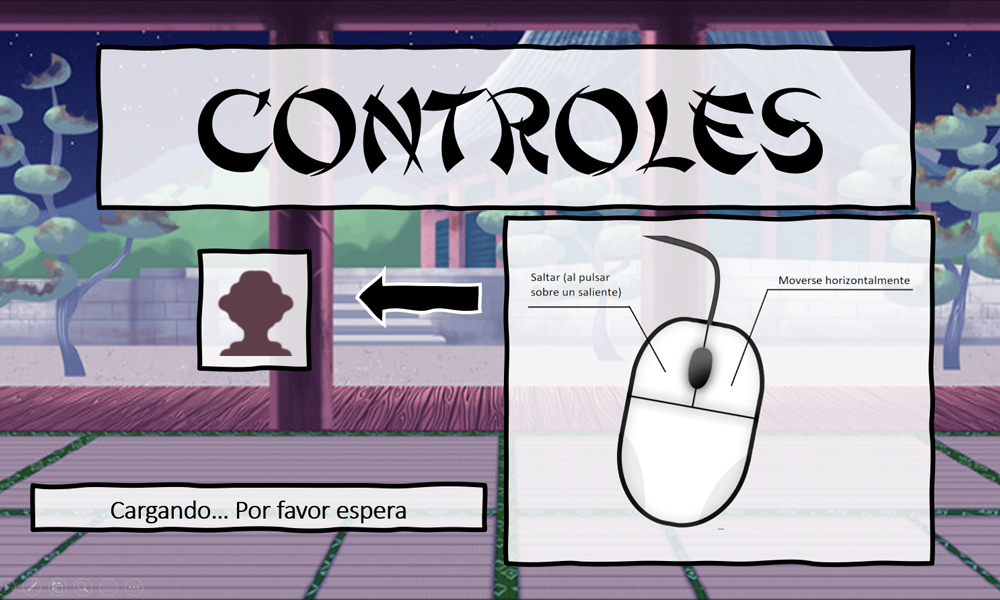 CONTROLES
Saltar (al pulsar
sobre un saliente)
Moverse horizontalmente
Cargando... Por favor espera